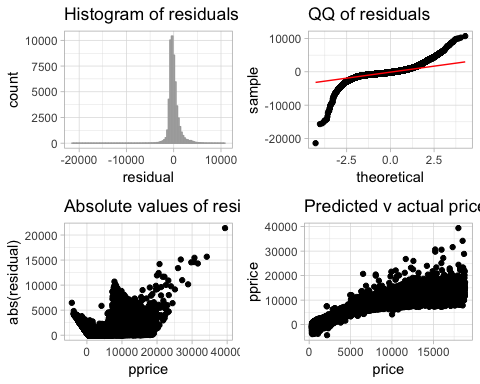 Histogram of residuals
QQ of residuals
count
10000
7500
5000
2500
0
-20000
-10000
0
10000
residual
sample
10000
0
-10000
-20000
-2.5
0.0
2.5
theoretical
Absolute values of resi
Predicted v actual price
abs(residual)
20000
15000
10000
5000
0
0
10000
20000
30000
40000
pprice
pprice
40000
30000
20000
10000
0
0
5000
10000
15000
price